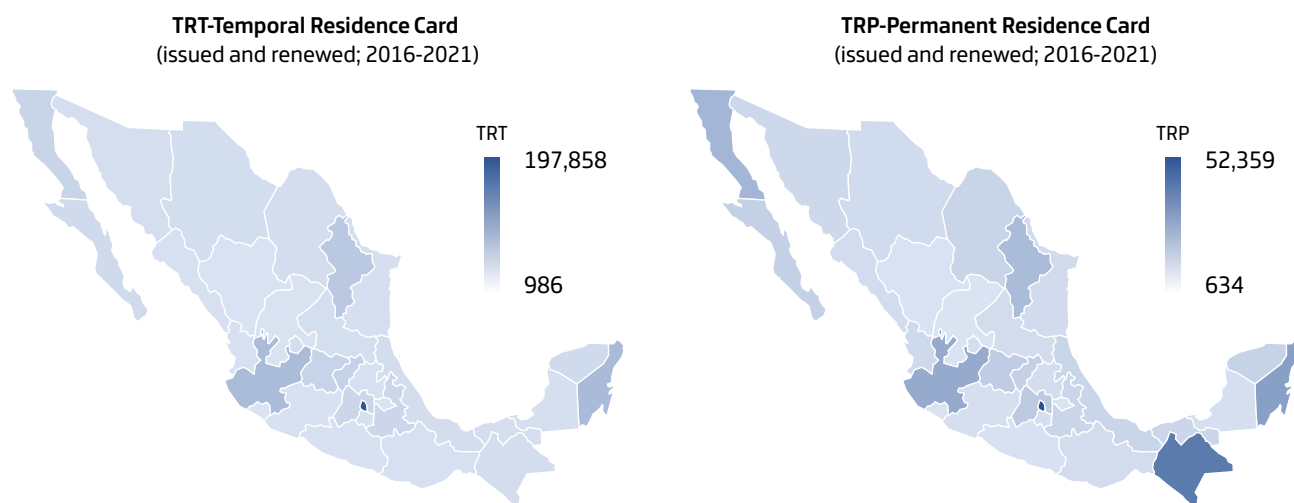 TRT-Temporal Residence Card
(issued and renewed; 2016-2021)
TRT
197,858
986
TRP-Permanent Residence Card
(issued and renewed; 2016-2021)
TRP
52,359
634